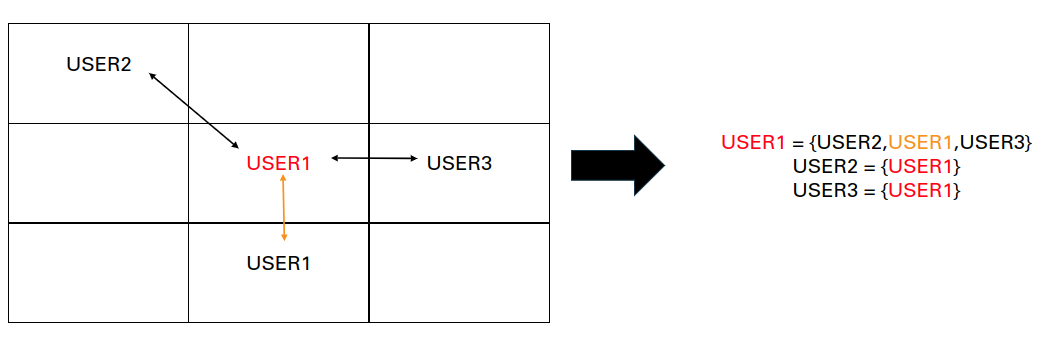 USER2
USER1
USER3
USER1
USER1 = {USER2,USER1,USER3}
USER2 = {USER1}
USER3 = {USER1}